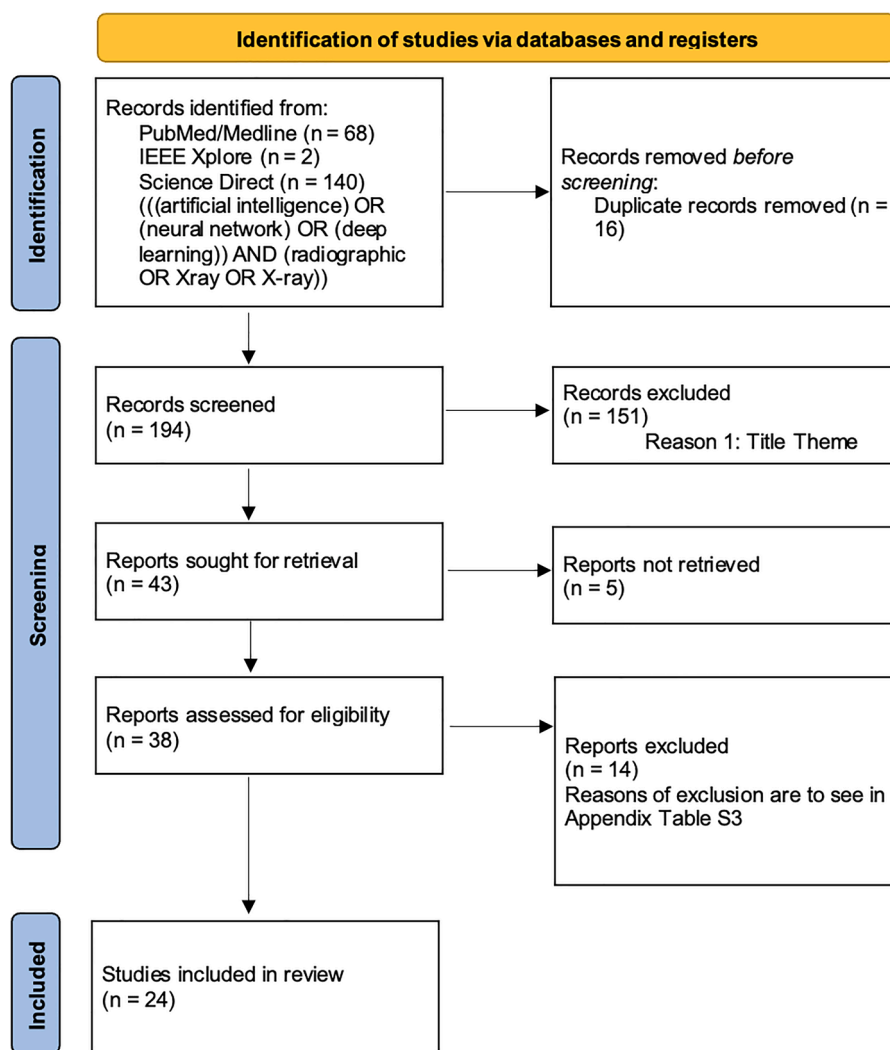 Identification of studies via databases and registers
Identification
Records identified from:
PubMed/Medline (n = 68)
IEEE Xplore (n = 2)
Science Direct (n = 140)
(((artificial intelligence) OR
(neural network) OR (deep
learning)) AND (radiographic
OR Xray OR X-ray))
Records removed before
screening:
Duplicate records removed (n =
16)
Screening
Records screened
(n = 194)
Records excluded
(n = 151)
Reason 1: Title Theme
Reports sought for retrieval
(n = 43)
Reports not retrieved
(n = 5)
Reports assessed for eligibility
(n = 38)
Reports excluded
(n = 14)
Reasons of exclusion are to see in
Appendix Table S3
Included
Studies included in review
(n = 24)